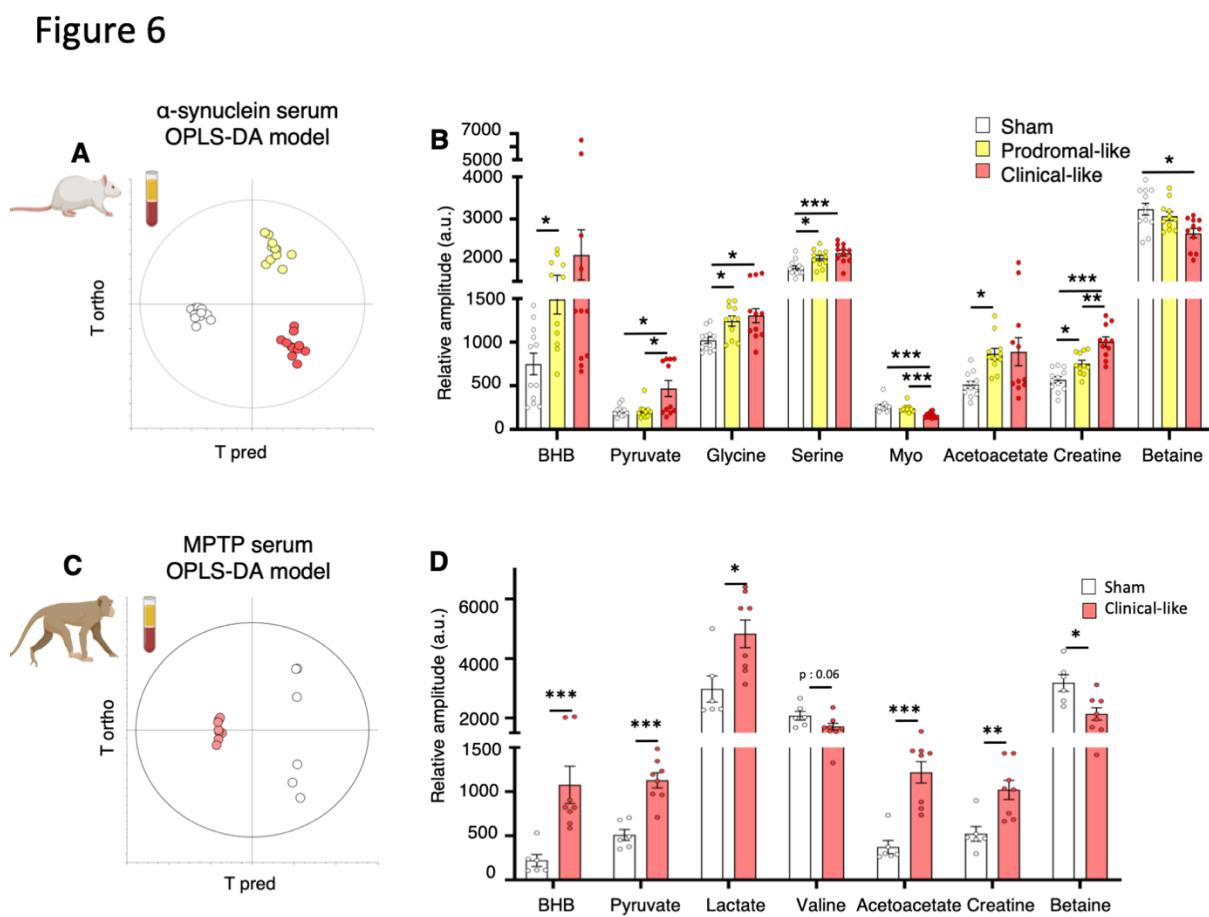 Figure 6
α-synuclein serum
OPLS-DA model
A
T ortho
T pred
B
Sham
Prodromal-like
Clinical-like
Relative amplitude (a.u.)
7000
5000
4000
3000
2000
1500
1000
500
0
*
*
*
*
*
*
***
***
***
*
*
***
**
*
BHB
Pyruvate
Glycine
Serine
Myo
Acetoacetate
Creatine
Betaine
C
MPTP serum
OPLS-DA model
T ortho
T pred
D
Sham
Clinical-like
Relative amplitude (a.u.)
6000
4000
2000
1500
1000
500
0
***
***
*
p : 0.06
***
**
*
BHB
Pyruvate
Lactate
Valine
Acetoacetate
Creatine
Betaine